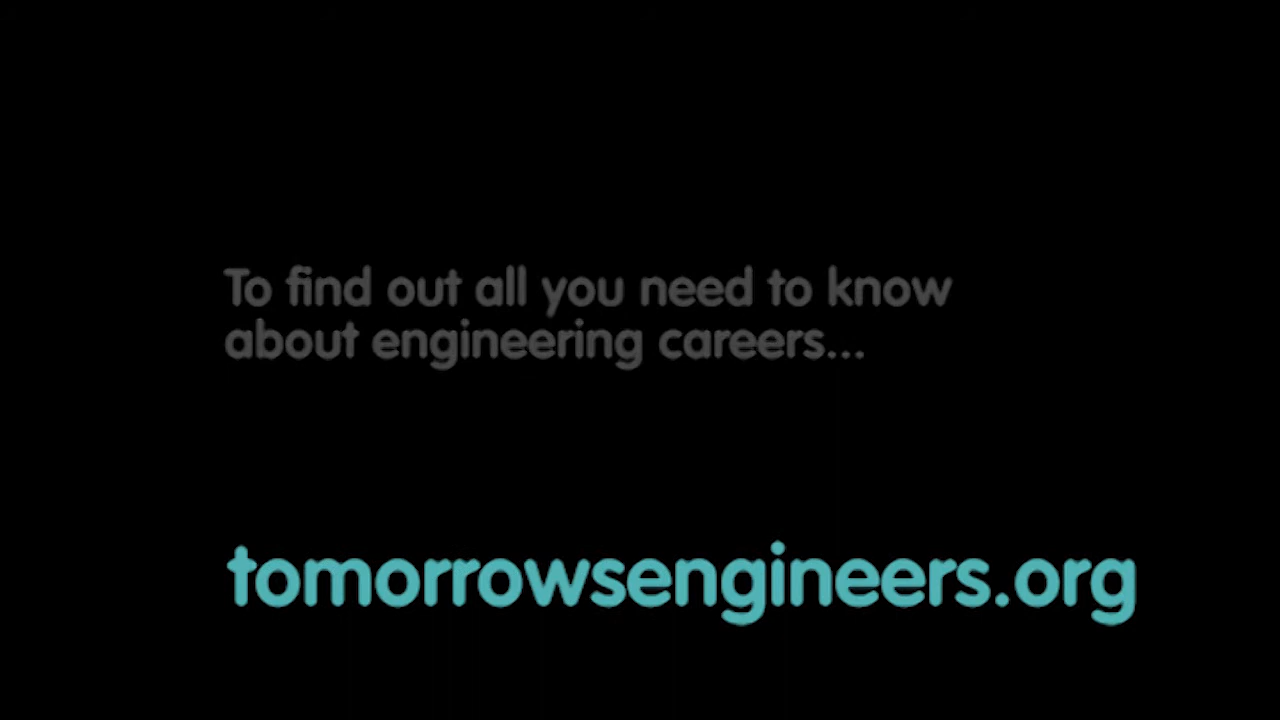 To find out all you need to know
about engineering careers...
tomorrowsengineers.org